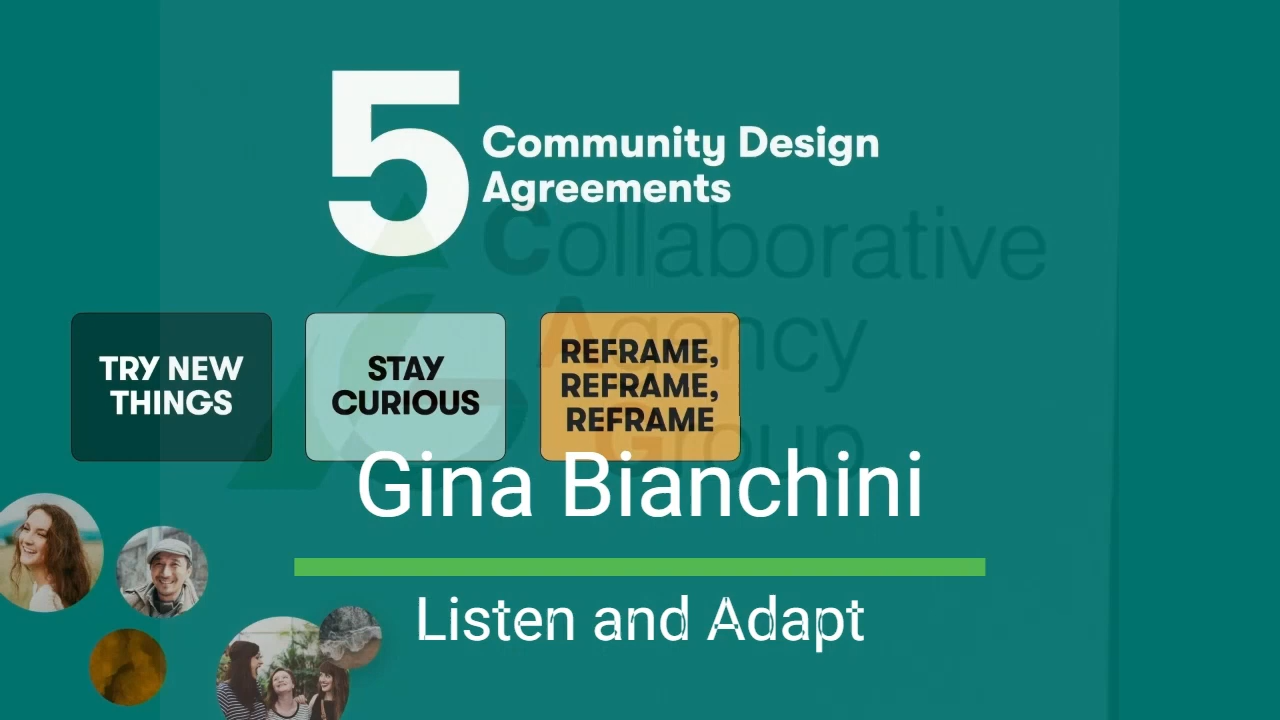 5
Community Design
Agreements
Collaborative
Agency
Group
TRY NEW
THINGS
STAY
CURIOUS
REFRAME,
REFRAME,
REFRAME
Gina Bianchini
Listen and Adapt